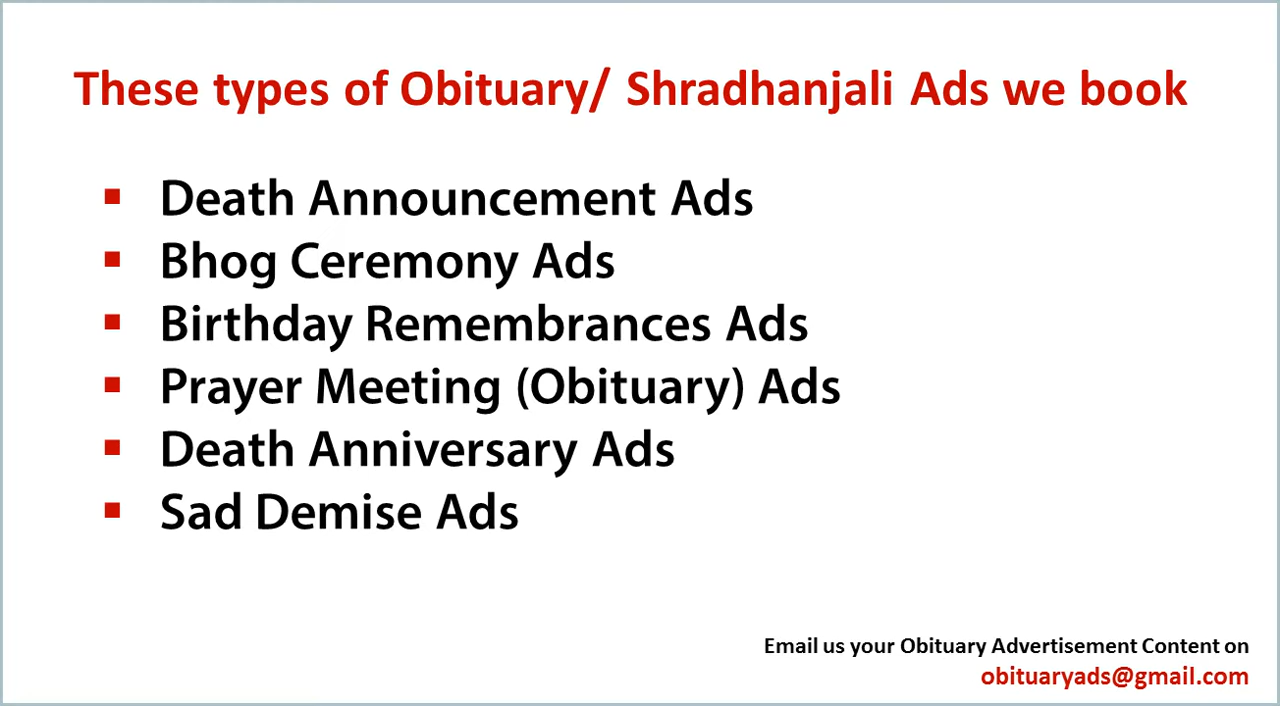 These types of Obituary/ Shradhanjali Ads we book
▪ Death Announcement Ads
▪ Bhog Ceremony Ads
▪ Birthday Remembrances Ads
▪ Prayer Meeting (Obituary) Ads
▪ Death Anniversary Ads
▪ Sad Demise Ads
Email us your Obituary Advertisement Content on
obituaryads@gmail.com